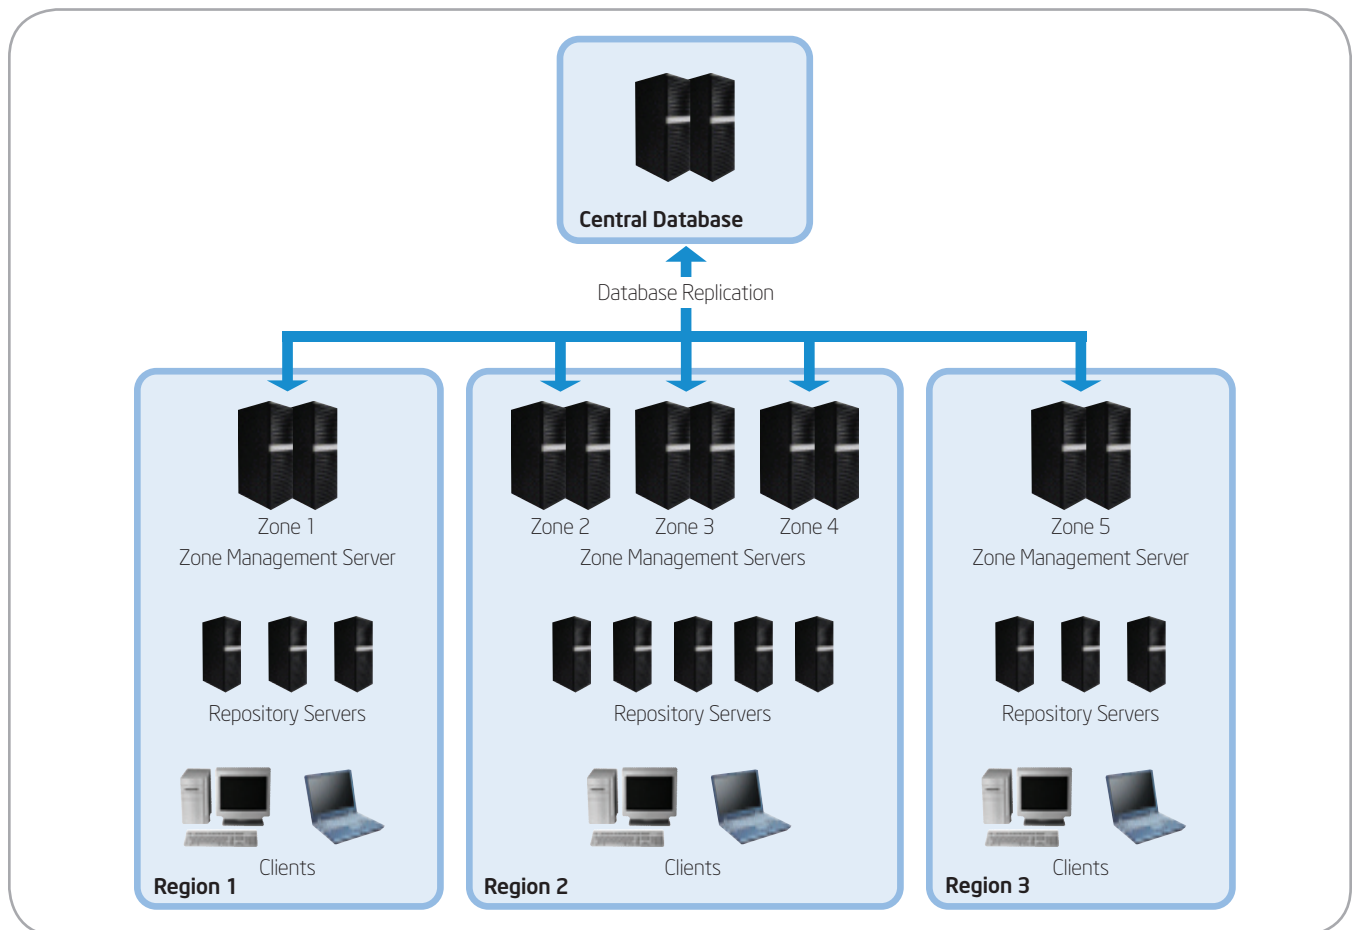 Central Database
Database Replication
Zone 1
Zone Management Server
Repository Servers
Clients
Region 1
Zone 2 Zone 3 Zone 4
Zone Management Servers
Repository Servers
Clients
Region 2
Zone 5
Zone Management Server
Repository Servers
Clients
Region 3